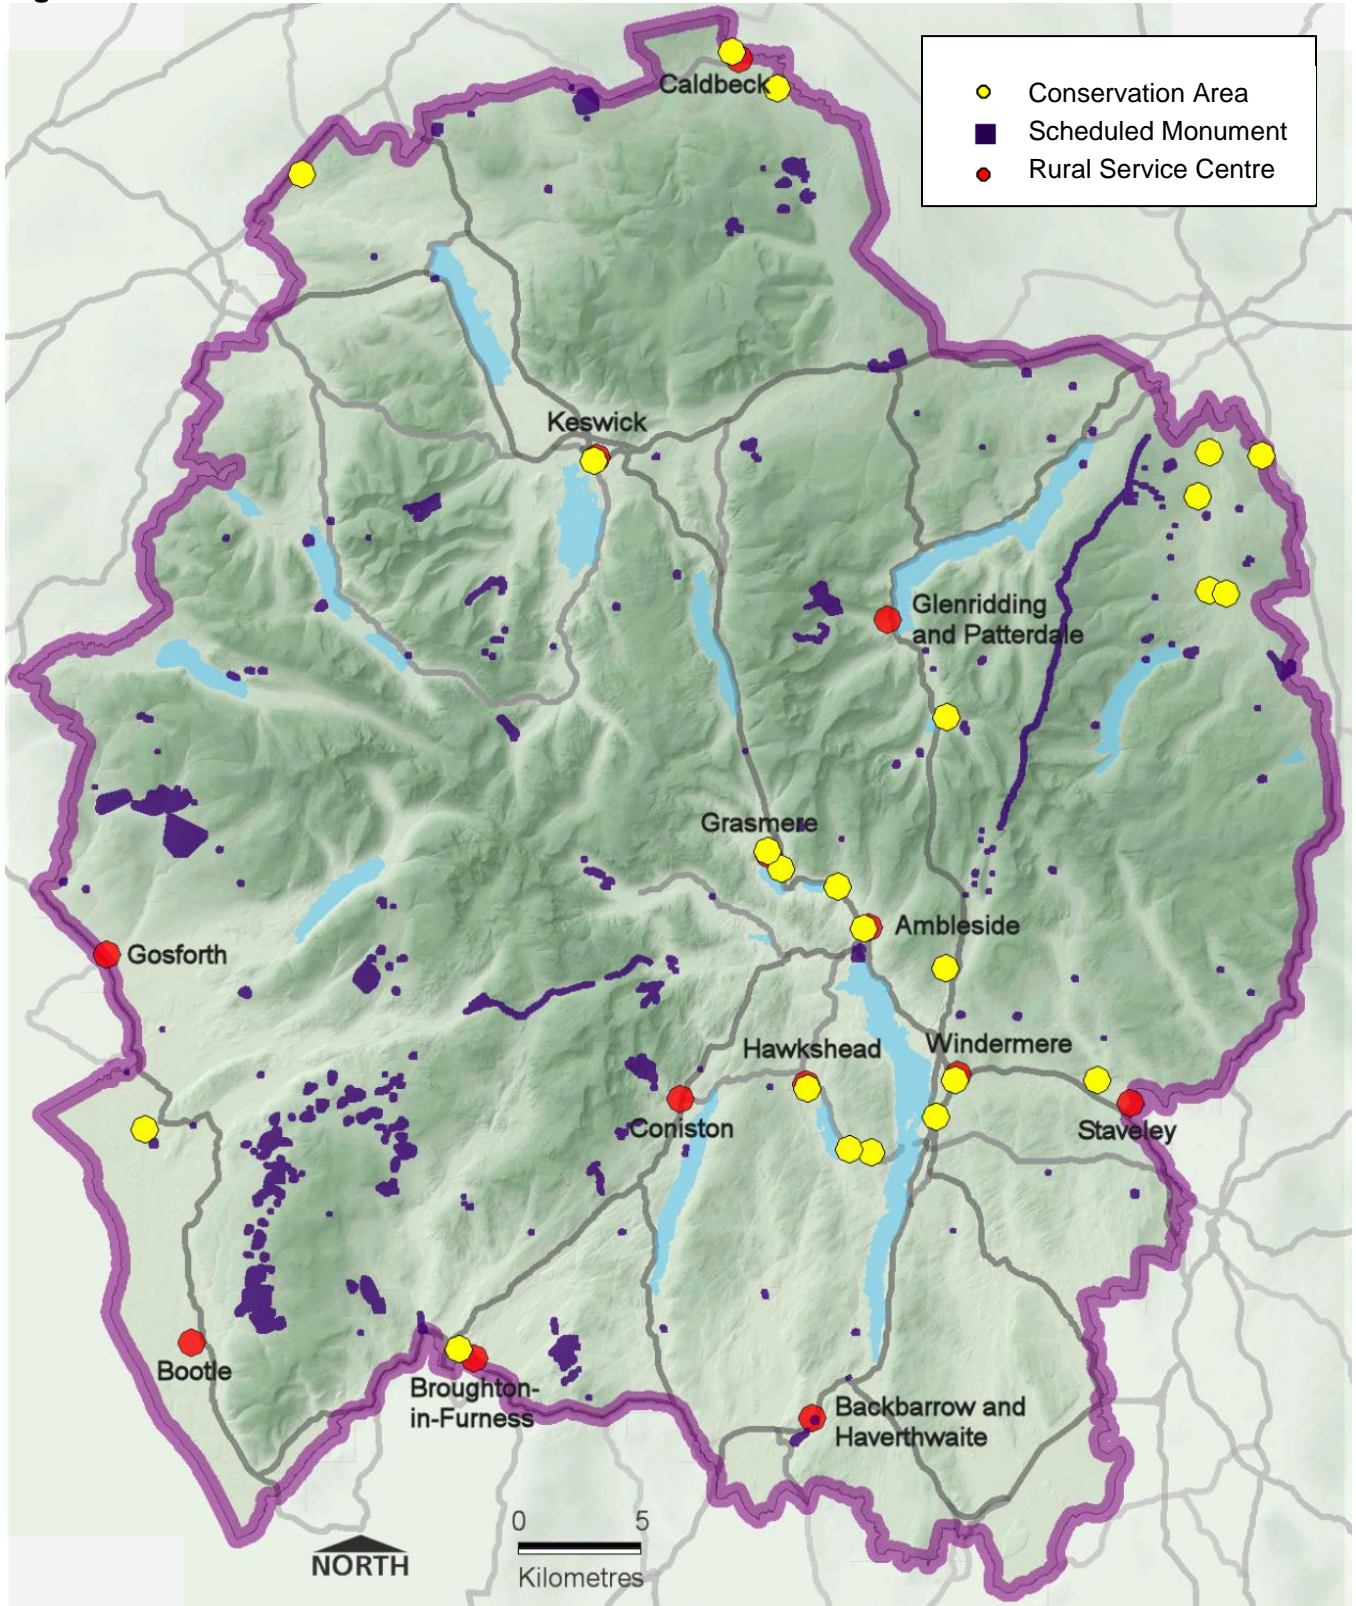 Conservation Area
Scheduled Monument
Rural Service Centre
Caldbeck
Keswick
Glenridding
and Patterdale
Grasmere
Ambleside
Gosforth
Hawkshead
Windermere
Coniston
Staveley
Bootle
Broughton-
in-Furness
Backbarrow and
Haverthwaite
0 5
Kilometres
NORTH